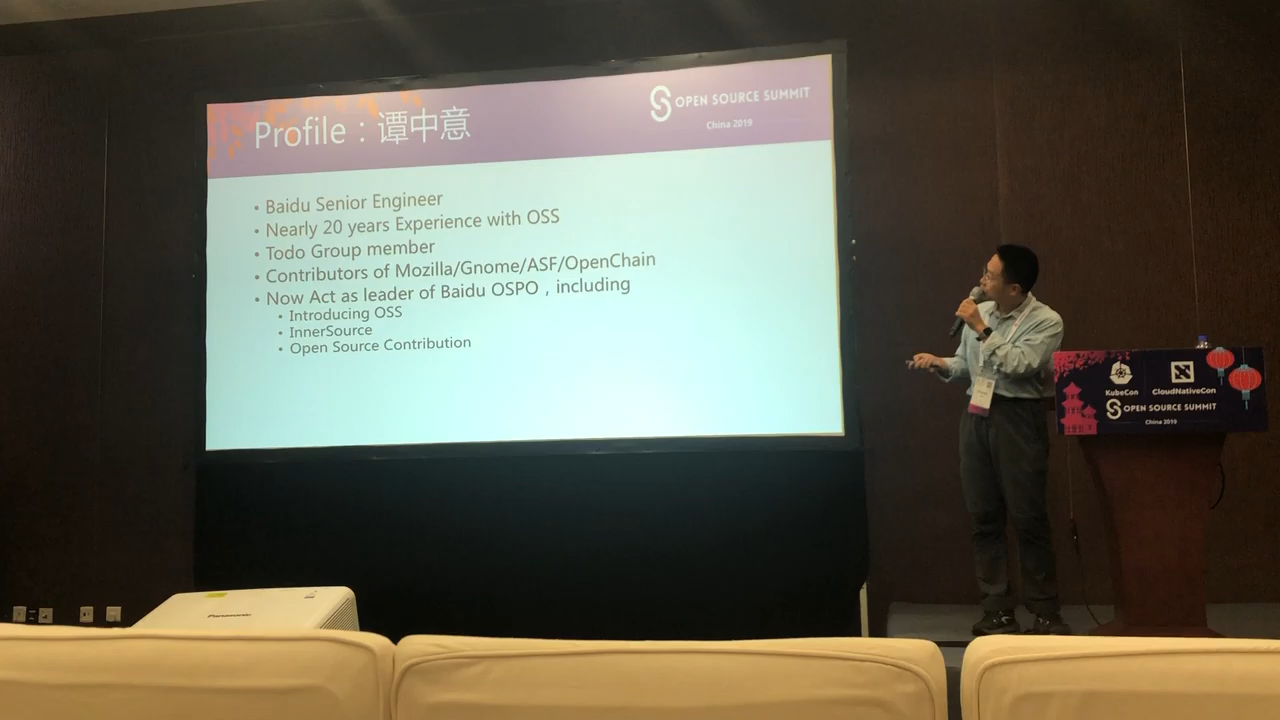 Profile：谭中意
OPEN SOURCE SUMMIT
China 2019
• Baidu Senior Engineer
• Nearly 20 years Experience with OSS
• Todo Group member
• Contributors of Mozilla/Gnome/ASF/OpenChain
• Now Act as leader of Baidu OSPO，including
• Introducing OSS
• InnerSource
• Open Source Contribution
KubeCon
CloudNativeCon
OPEN SOURCE SUMMIT
China 2019
Panasonic